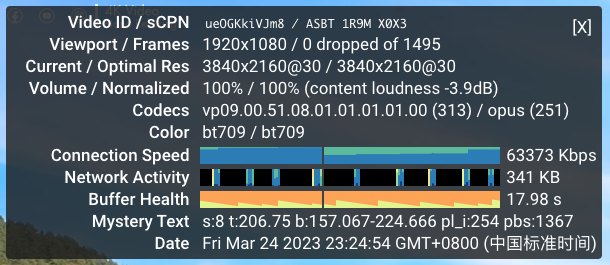 Video ID / sCPN ueOGKkiVJm8 / ASBT 1R9M X0X3 [X]
Viewport / Frames 1920x1080 / 0 dropped of 1495
Current / Optimal Res 3840x2160@30 / 3840x2160@30
Volume / Normalized 100% / 100% (content loudness -3.9dB)
Codecs vp09.00.51.08.01.01.01.01.00 (313) / opus (251)
Color bt709 / bt709
Connection Speed 63373 Kbps
Network Activity 341 KB
Buffer Health 17.98 s
Mystery Text s:8 t:206.75 b:157.067-224.666 pl_i:254 pbs:1367
Date Fri Mar 24 2023 23:24:54 GMT+0800 (中国标准时间)